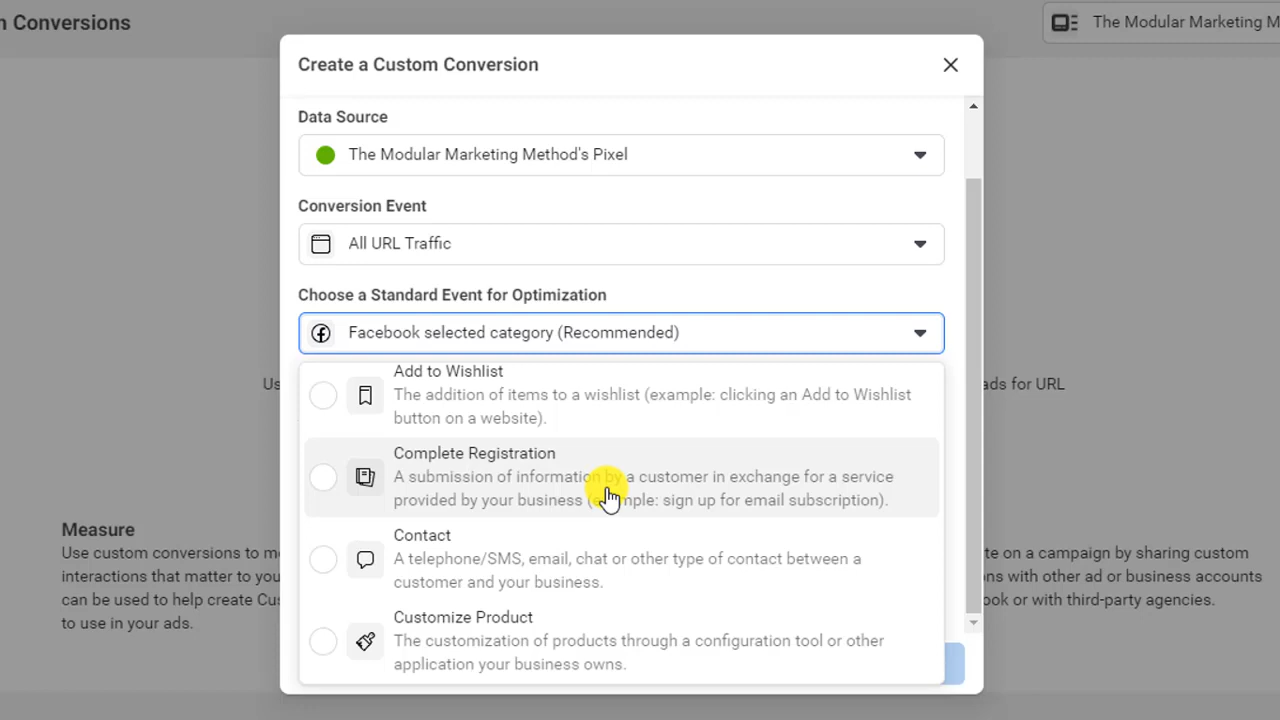 n Conversions
The Modular Marketing M
Create a Custom Conversion
Data Source
The Modular Marketing Method's Pixel
Conversion Event
All URL Traffic
Choose a Standard Event for Optimization
Facebook selected category (Recommended)
Add to Wishlist
The addition of items to a wishlist (example: clicking an Add to Wishlist
button on a website).
Complete Registration
A submission of information by a customer in exchange for a service
provided by your business (example: sign up for email subscription).
Contact
A telephone/SMS, email, chat or other type of contact between a
customer and your business.
Customize Product
The customization of products through a configuration tool or other
application your business owns.
Us
ads for URL
Measure
Use custom conversions to me
interactions that matter to you
can be used to help create Cus
to use in your ads.
te on a campaign by sharing custom
ns with other ad or business accounts
ook or with third-party agencies.